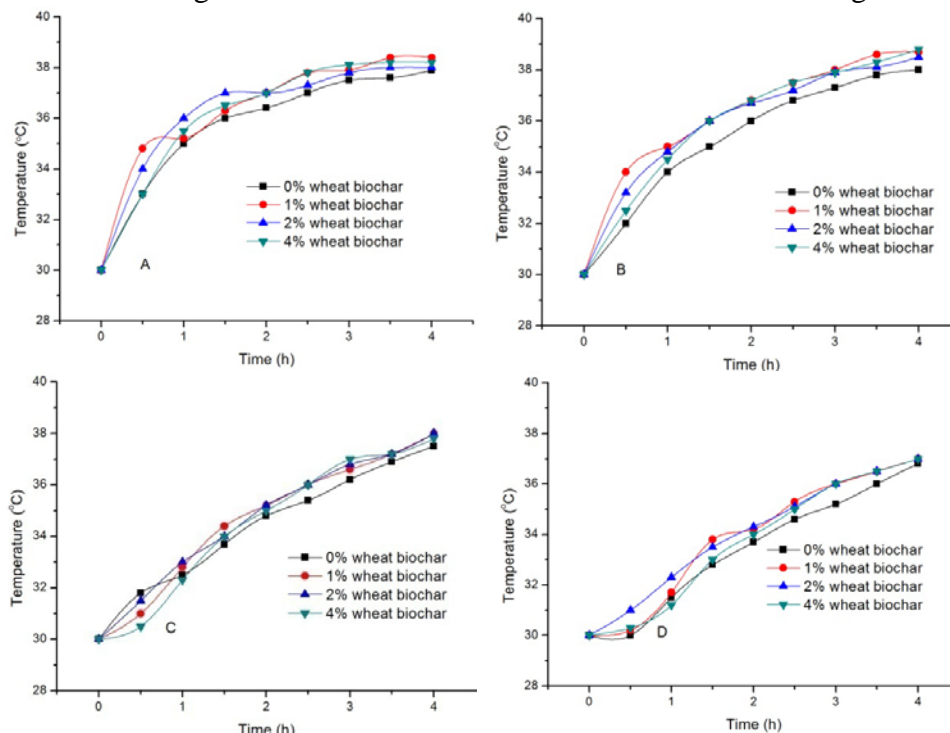 40
38
36
34
32
30
28
Temperature (°C)
0% wheat biochar
1% wheat biochar
2% wheat biochar
4% wheat biochar
A
0
1
2
3
4
Time (h)
40
38
36
34
32
30
28
Temperature (°C)
0% wheat biochar
1% wheat biochar
2% wheat biochar
4% wheat biochar
B
0
1
2
3
4
Time (h)
40
38
36
34
32
30
28
Temperature (°C)
0% wheat biochar
1% wheat biochar
2% wheat biochar
4% wheat biochar
C
0
1
2
3
4
Time (h)
40
38
36
34
32
30
28
Temperature (°C)
0% wheat biochar
1% wheat biochar
2% wheat biochar
4% wheat biochar
D
0
1
2
3
4
Time (h)